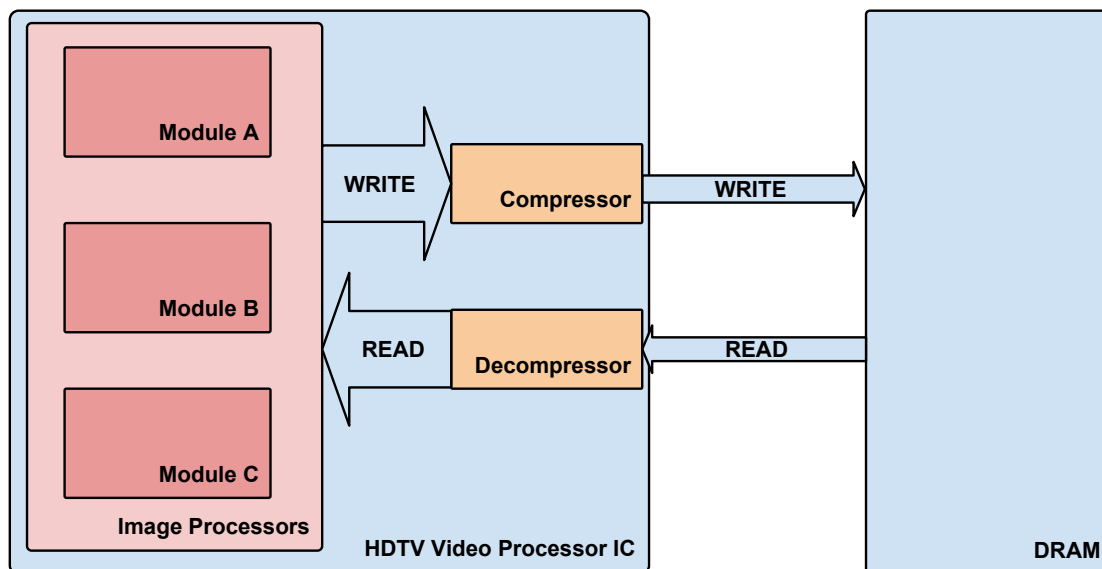 Module A
WRITE
Compressor
WRITE
Module B
READ
Decompressor
READ
Module C
Image Processors
HDTV Video Processor IC
DRAM